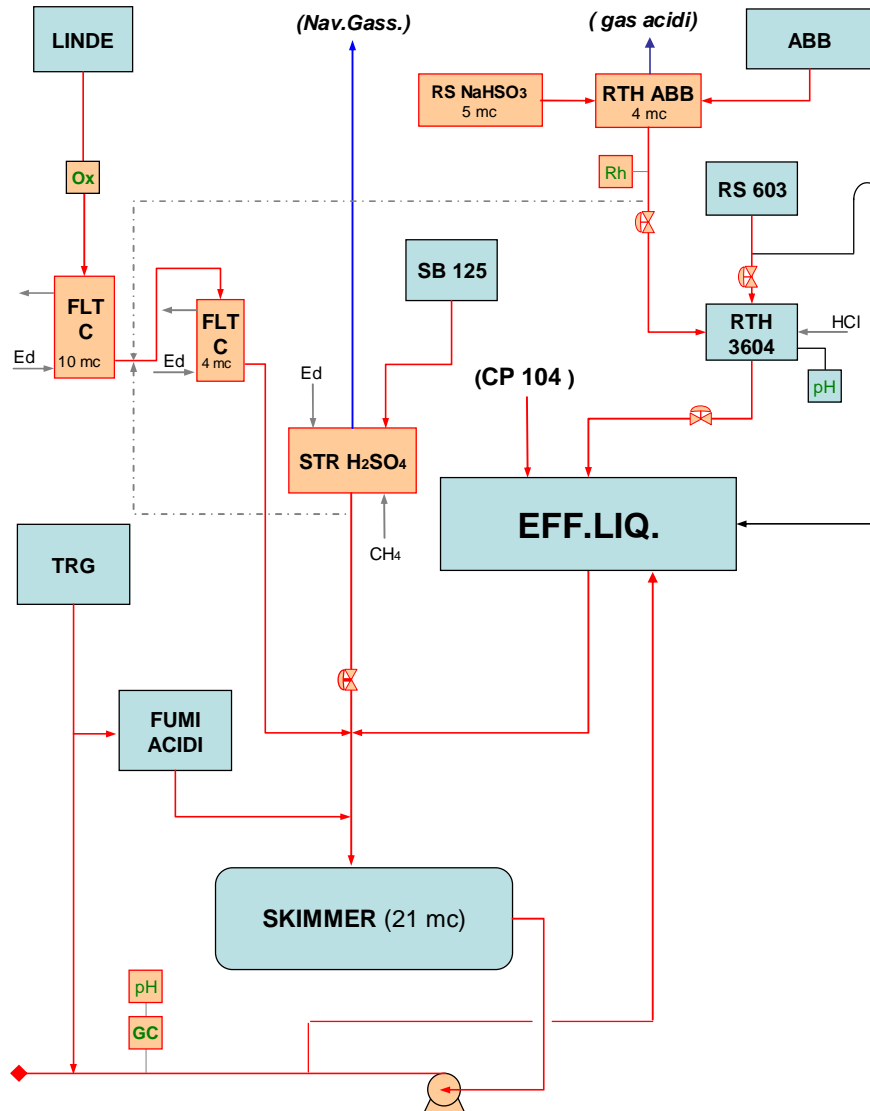 (Nav.Gass.)
( gas acidi)
LINDE
ABB
RS NaHSO3
5 mc
RTH ABB
4 mc
Ox
Rh
RS 603
SB 125
FLT
C
10 mc
FLT
C
4 mc
RTH
3604
HCl
Ed
Ed
Ed
(CP 104 )
pH
STR H2SO4
EFF.LIQ.
CH4
TRG
FUMI
ACIDI
SKIMMER (21 mc)
pH
GC